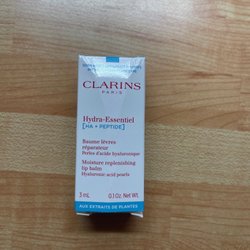 CLARINS
PARIS
Hydra-Essentiel
[HA + PEPTIDE]
Baume lèvres
réparateur
Perles d'acide hyaluronique
Moisture replenishing
lip balm
Hyaluronic acid pearls
3 ml 0.1 Oz. Net Wt.
AUX EXTRAITS DE PLANTES